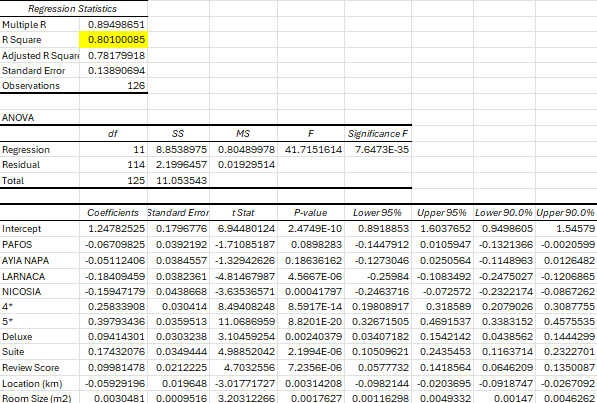 Regression Statistics
Multiple R 0.89498651
R Square 0.80100085
Adjusted R Squar 0.78179918
Standard Error 0.13890694
Observations 126
ANOVA
df SS MS F Significance F
Regression 11 8.8538975 0.80489978 41.7151614 7.6473E-35
Residual 114 2.1996457 0.01929514
Total 125 11.053543
Coefficients Standard Error t Stat P-value Lower 95% Upper 95% Lower 90.0% Upper 90.0%
Intercept 1.24782525 0.1796776 6.94480124 2.4749E-10 0.8918853 1.6037652 0.9498605 1.54579
PAFOS -0.06709825 0.0392192 -1.71085187 0.0898283 -0.1447912 0.0105947 -0.1321366 -0.0020599
AYIA NAPA -0.05112406 0.0384557 -1.32942626 0.18636162 -0.1273046 0.0250564 -0.1148963 0.0126482
LARNACA -0.18409459 0.0382361 -4.81467987 4.5667E-06 -0.25984 -0.1083492 -0.2475027 -0.1206865
NICOSIA -0.15947179 0.0438668 -3.63536571 0.00041797 -0.2463716 -0.072572 -0.2322174 -0.0867262
4* 0.25833908 0.030414 8.49408248 8.5917E-14 0.19808917 0.318589 0.2079026 0.3087755
5* 0.39793436 0.0359513 11.0686959 8.8201E-20 0.32671505 0.4691537 0.3383152 0.4575535
Deluxe 0.09414301 0.0303238 3.10459254 0.00240379 0.03407182 0.1542142 0.0438562 0.1444299
Suite 0.17432076 0.0349444 4.98852042 2.1994E-06 0.10509621 0.2435453 0.1163714 0.2322701
Review Score 0.09981478 0.0212225 4.7032556 7.2356E-06 0.0577732 0.1418564 0.0646209 0.1350087
Location (km) -0.05929196 0.019648 -3.01771727 0.00314208 -0.0982144 -0.0203695 -0.0918747 -0.0267092
Room Size (m2) 0.0030481 0.0009516 3.20312266 0.0017627 0.00116298 0.0049332 0.00147 0.0046262